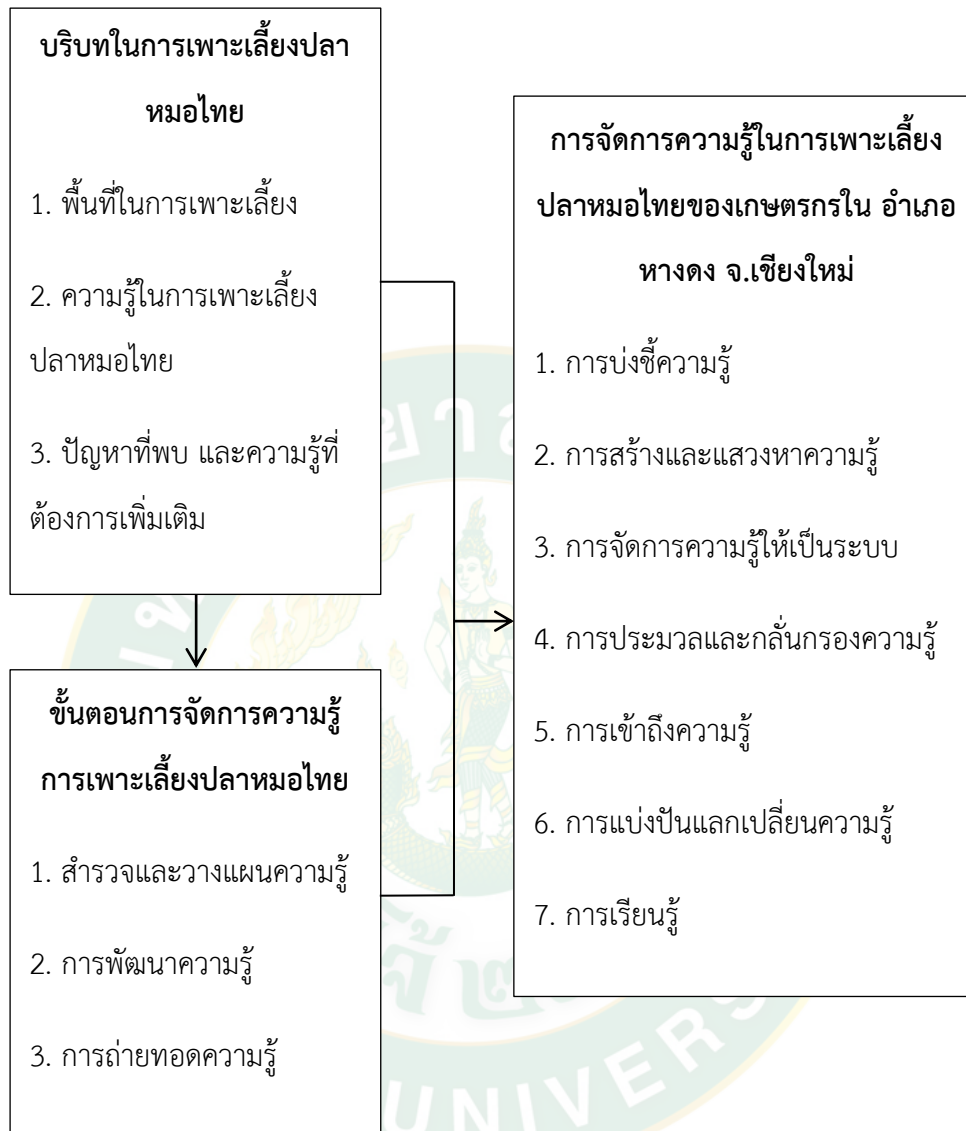 บริบทในการเพาะเลี้ยงปลา
หมอไทย
1. พื้นที่ในการเพาะเลี้ยง
2. ความรู้ในการเพาะเลี้ยง
ปลาหมอไทย
3. ปัญหาที่พบ และความรู้ที่
ต้องการเพิ่มเติม
ขั้นตอนการจัดการความรู้
การเพาะเลี้ยงปลาหมอไทย
1. สำรวจและวางแผนความรู้
2. การพัฒนาความรู้
3. การถ่ายทอดความรู้
การจัดการความรู้ในการเพาะเลี้ยง
ปลาหมอไทยของเกษตรกรใน อำเภอ
หางดง จ.เชียงใหม่
1. การบ่งชี้ความรู้
2. การสร้างและแสวงหาความรู้
3. การจัดการความรู้ให้เป็นระบบ
4. การประมวลและกลั่นกรองความรู้
5. การเข้าถึงความรู้
6. การแบ่งปันแลกเปลี่ยนความรู้
7. การเรียนรู้